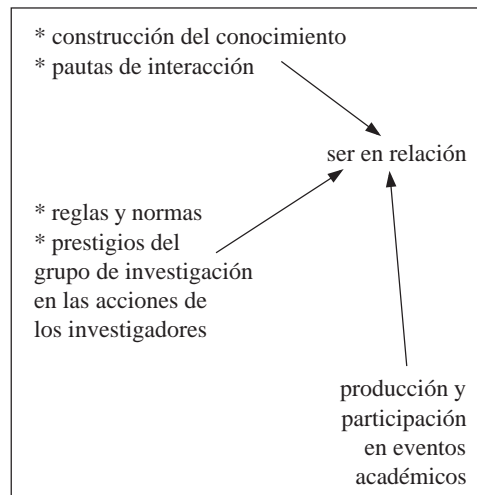 * construcción del conocimiento
* pautas de interacción
ser en relación
* reglas y normas
* prestigios del
grupo de investigación
en las acciones de
los investigadores
producción y
participación
en eventos
académicos